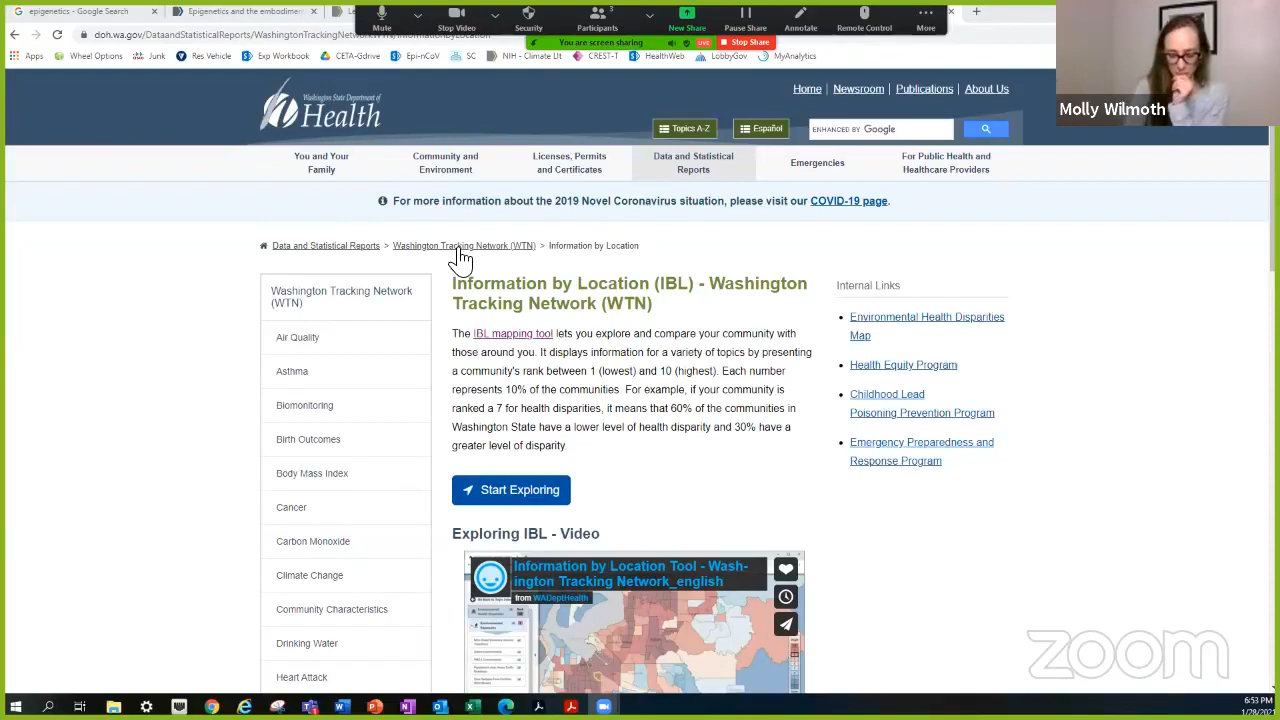 epigenetics - Google Search
Epigenetics and the embodimen
Mute
Stop Video
Security
Participants
3
New Share
Pause Share
Annotate
Remote Control
More
You are screen sharing
LIVE
Stop Share
Apps
Wheel Options
Junk
Res Vehicle
Exp-Workbook
CETA-Gdrive
Epi-nCoV
SC
NIH - Climate LIt
CREST-T
HealthWeb
LobbyGov
MyAnalytics
Molly Wilmoth
Washington State Department of
Health
Home
Newsroom
Publications
About Us
Topics A-Z
Español
ENHANCED BY Google
You and Your
Family
Community and
Environment
Licenses, Permits
and Certificates
Data and Statistical
Reports
Emergencies
For Public Health and
Healthcare Providers
For more information about the 2019 Novel Coronavirus situation, please visit our COVID-19 page.
Data and Statistical Reports > Washington Tracking Network (WTN) > Information by Location
Washington Tracking Network
(WTN)
Air Quality
Asthma
Biomonitoring
Birth Outcomes
Body Mass Index
Cancer
Carbon Monoxide
Climate Change
Community Characteristics
Drinking Water
Heart Attack
Information by Location (IBL) - Washington
Tracking Network (WTN)
The IBL mapping tool lets you explore and compare your community with
those around you. It displays information for a variety of topics by presenting
a community's rank between 1 (lowest) and 10 (highest). Each number
represents 10% of the communities. For example, if your community is
ranked a 7 for health disparities, it means that 60% of the communities in
Washington State have a lower level of health disparity and 30% have a
greater level of disparity.
Start Exploring
Exploring IBL - Video
Information by Location Tool - Wash-
ington Tracking Network_english
from WADeptHealth
Internal Links
Environmental Health Disparities
Map
Health Equity Program
Childhood Lead
Poisoning Prevention Program
Emergency Preparedness and
Response Program
zoom
6:53 PM
1/28/2021